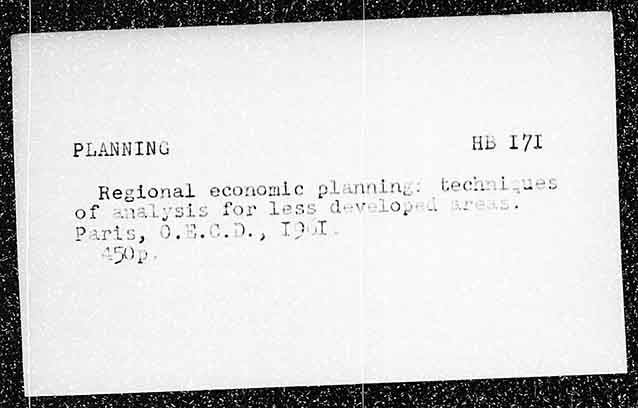 PLANNING HB 171
Regional economic planning: techniques
of analysis for less developed areas.
Paris, O.E.C.D., 1961.
450p.